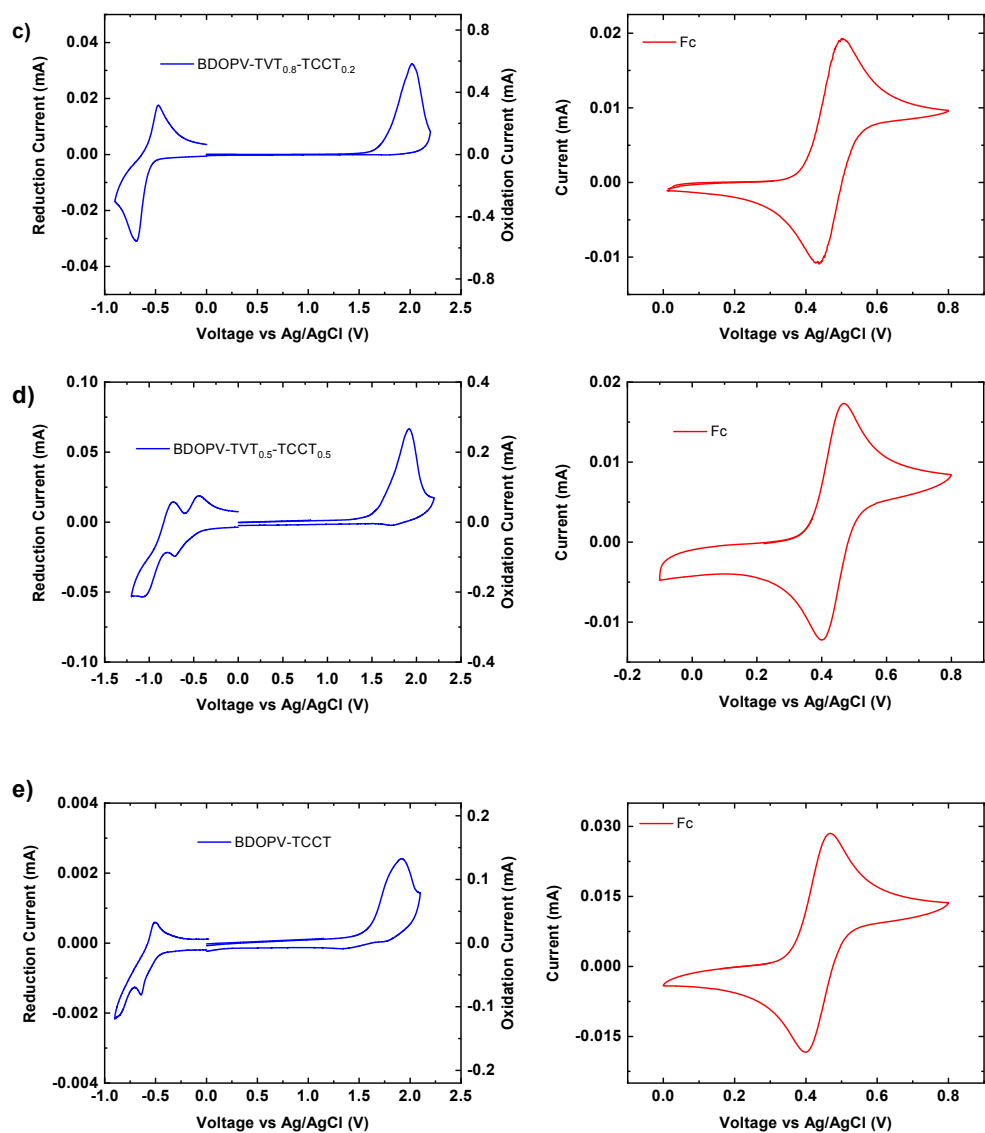 c)
0.04
0.02
0.00
-0.02
-0.04
Reduction Current (mA)
BDOPV-TVT0.8-TCCT0.2
0.8
0.4
0.0
-0.4
-0.8
Oxidation Current (mA)
-1.0 -0.5 0.0 0.5 1.0 1.5 2.0 2.5
Voltage vs Ag/AgCl (V)
0.02
0.01
0.00
-0.01
Current (mA)
Fc
0.0 0.2 0.4 0.6 0.8
Voltage vs Ag/AgCl (V)
d)
0.10
0.05
0.00
-0.05
-0.10
Reduction Current (mA)
BDOPV-TVT0.5-TCCT0.5
0.4
0.2
0.0
-0.2
-0.4
Oxidation Current (mA)
-1.5 -1.0 -0.5 0.0 0.5 1.0 1.5 2.0 2.5
Voltage vs Ag/AgCl (V)
0.02
0.01
0.00
-0.01
Current (mA)
Fc
-0.2 0.0 0.2 0.4 0.6 0.8
Voltage vs Ag/AgCl (V)
e)
0.004
0.002
0.000
-0.002
-0.004
Reduction Current (mA)
BDOPV-TCCT
0.2
0.1
0.0
-0.1
-0.2
Oxidation Current (mA)
-1.0 -0.5 0.0 0.5 1.0 1.5 2.0 2.5
Voltage vs Ag/AgCl (V)
0.030
0.015
0.000
-0.015
Current (mA)
Fc
0.0 0.2 0.4 0.6 0.8
Voltage vs Ag/AgCl (V)